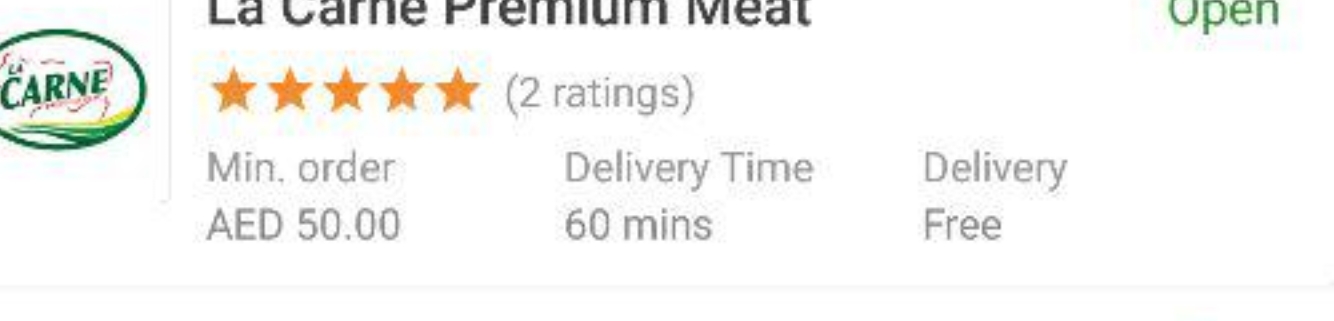 La Carne Premium Meat
Open
La
CARNE
(2 ratings)
Min. order
Delivery Time
Delivery
AED 50.00
60 mins
Free